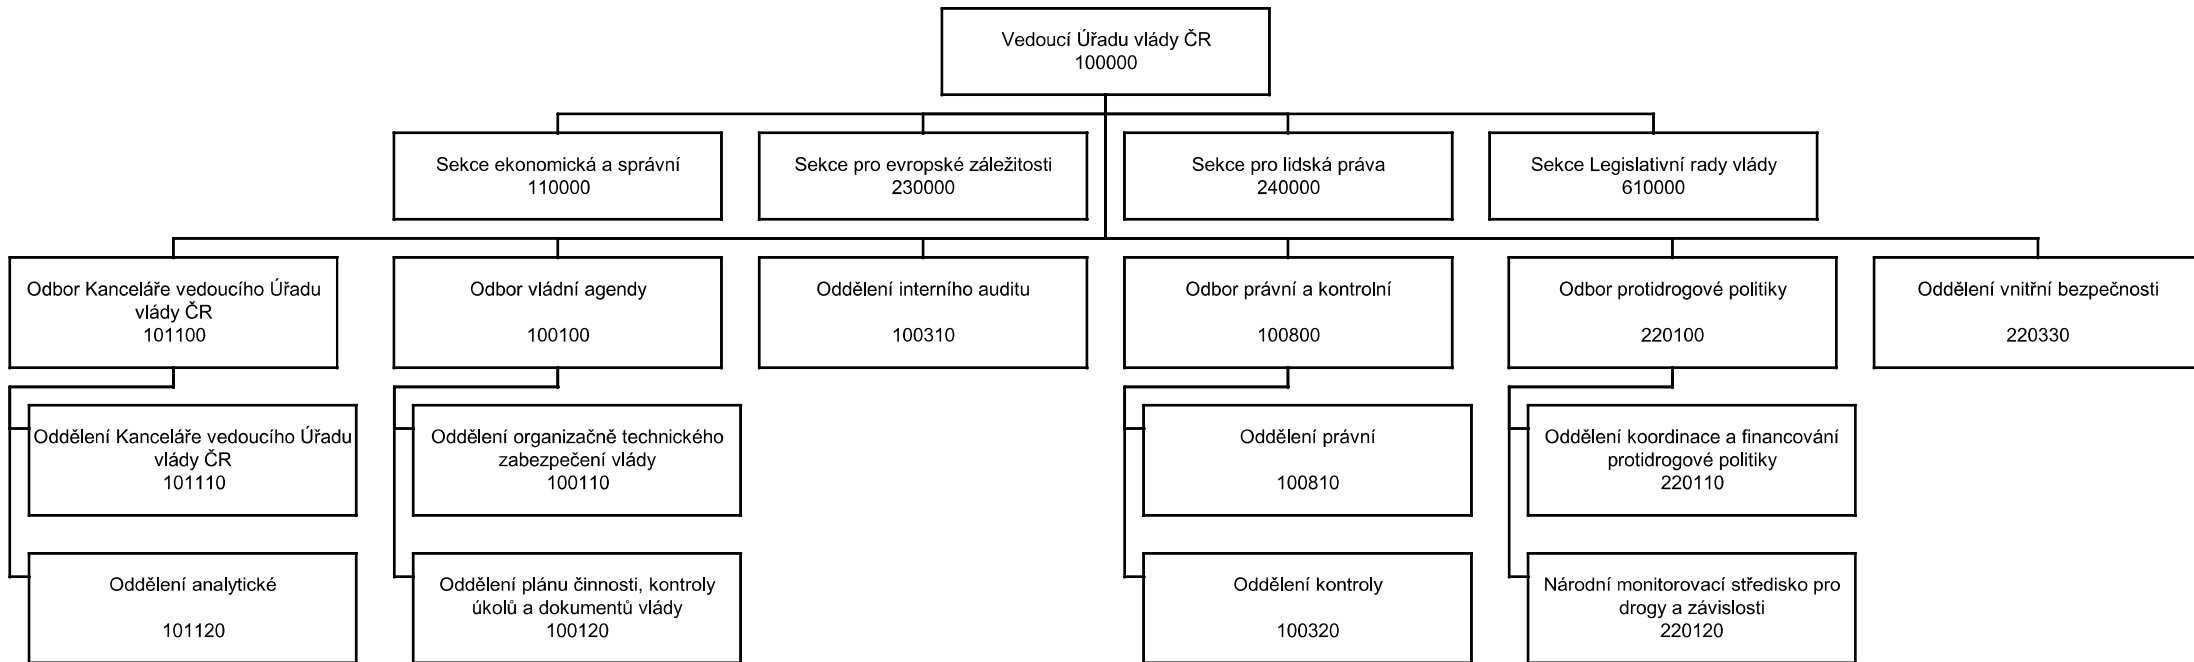 Vedoucí Úřadu vlády ČR
100000
Sekce ekonomická a správní
110000
Sekce pro evropské záležitosti
230000
Sekce pro lidská práva
240000
Sekce Legislativní rady vlády
610000
Odbor Kanceláře vedoucího Úřadu
vlády ČR
101100
Odbor vládní agendy
100100
Oddělení interního auditu
100310
Odbor právní a kontrolní
100800
Odbor protidrogové politiky
220100
Oddělení vnitřní bezpečnosti
220330
Oddělení Kanceláře vedoucího Úřadu
vlády ČR
101110
Oddělení organizačně technického
zabezpečení vlády
100110
Oddělení právní
100810
Oddělení koordinace a financování
protidrogové politiky
220110
Oddělení analytické
101120
Oddělení plánu činnosti, kontroly
úkolů a dokumentů vlády
100120
Oddělení kontroly
100320
Národní monitorovací středisko pro
drogy a závislosti
220120